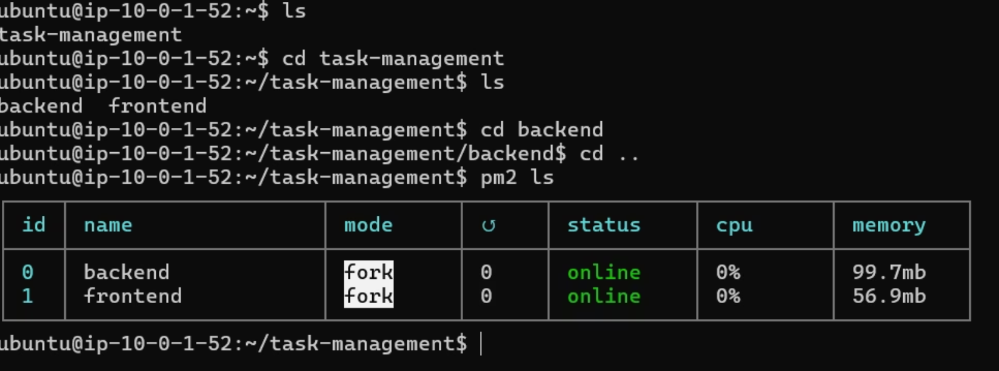 ubuntu@ip-10-0-1-52:~$ ls
task-management
ubuntu@ip-10-0-1-52:~$ cd task-management
ubuntu@ip-10-0-1-52:~/task-management$ ls
backend  frontend
ubuntu@ip-10-0-1-52:~/task-management$ cd backend
ubuntu@ip-10-0-1-52:~/task-management/backend$ cd ..
ubuntu@ip-10-0-1-52:~/task-management$ pm2 ls
id name mode ↺ status cpu memory
0 backend fork 0 online 0% 99.7mb
1 frontend fork 0 online 0% 56.9mb
ubuntu@ip-10-0-1-52:~/task-management$